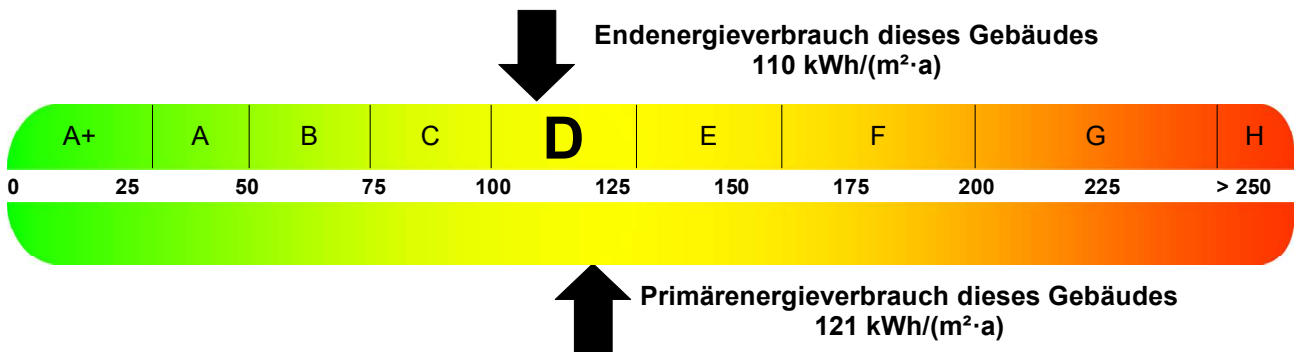 Endenergieverbrauch dieses Gebäudes
110 kWh/(m²·a)
A+ A B C D E F G H
0 25 50 75 100 125 150 175 200 225 > 250
Primärenergieverbrauch dieses Gebäudes
121 kWh/(m²·a)